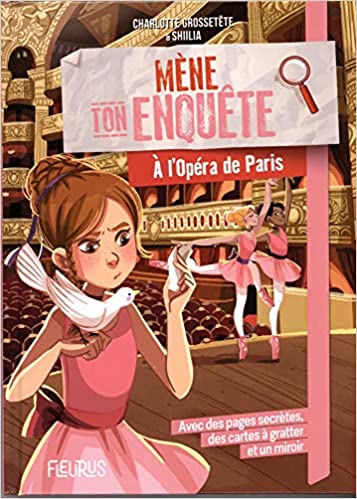 CHARLOTTE GROSSETÊTE
& SHIILIA
MÈNE
TON ENQUÊTE
À l'Opéra de Paris
Avec des pages secrètes,
des cartes à gratter
et un miroir
FLEURUS